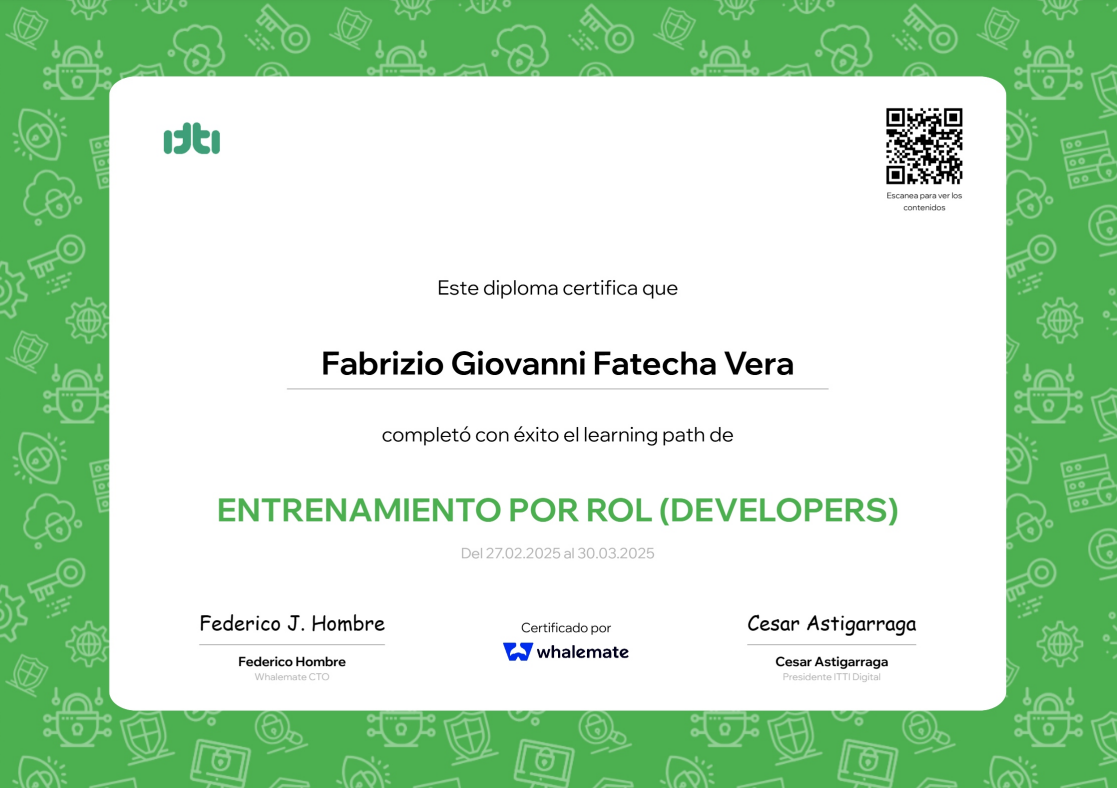 itti
Escanea para ver los
contenidos
Este diploma certifica que
Fabrizio Giovanni Fatecha Vera
completó con éxito el learning path de
ENTRENAMIENTO POR ROL (DEVELOPERS)
Del 27.02.2025 al 30.03.2025
Federico J. Hombre
Federico Hombre
Whalemate CTO
Certificado por
whalemate
Cesar Astigarraga
Cesar Astigarraga
Presidente ITTI Digital